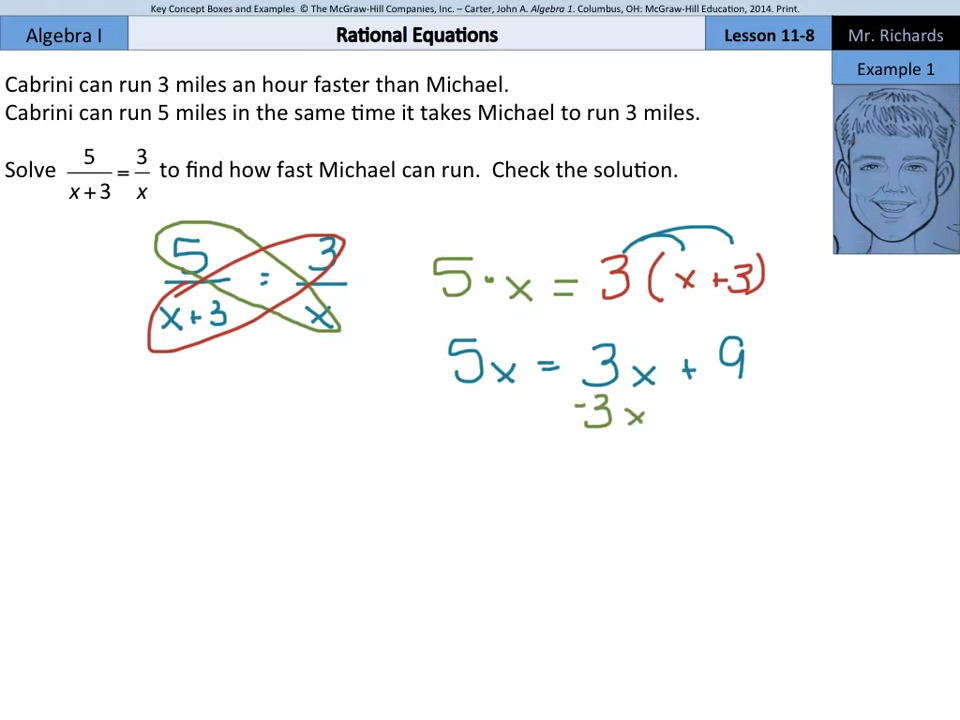 Key Concept Boxes and Examples © The McGraw-Hill Companies, Inc. – Carter, John A. Algebra 1. Columbus, OH: McGraw-Hill Education, 2014. Print.
Algebra I
Rational Equations
Lesson 11-8
Mr. Richards
Example 1
Cabrini can run 3 miles an hour faster than Michael.
Cabrini can run 5 miles in the same time it takes Michael to run 3 miles.
Solve 5/(x + 3) = 3/x to find how fast Michael can run. Check the solution.
5/(x + 3) = 3/x
5 · x = 3(x + 3)
5x = 3x + 9
-3x